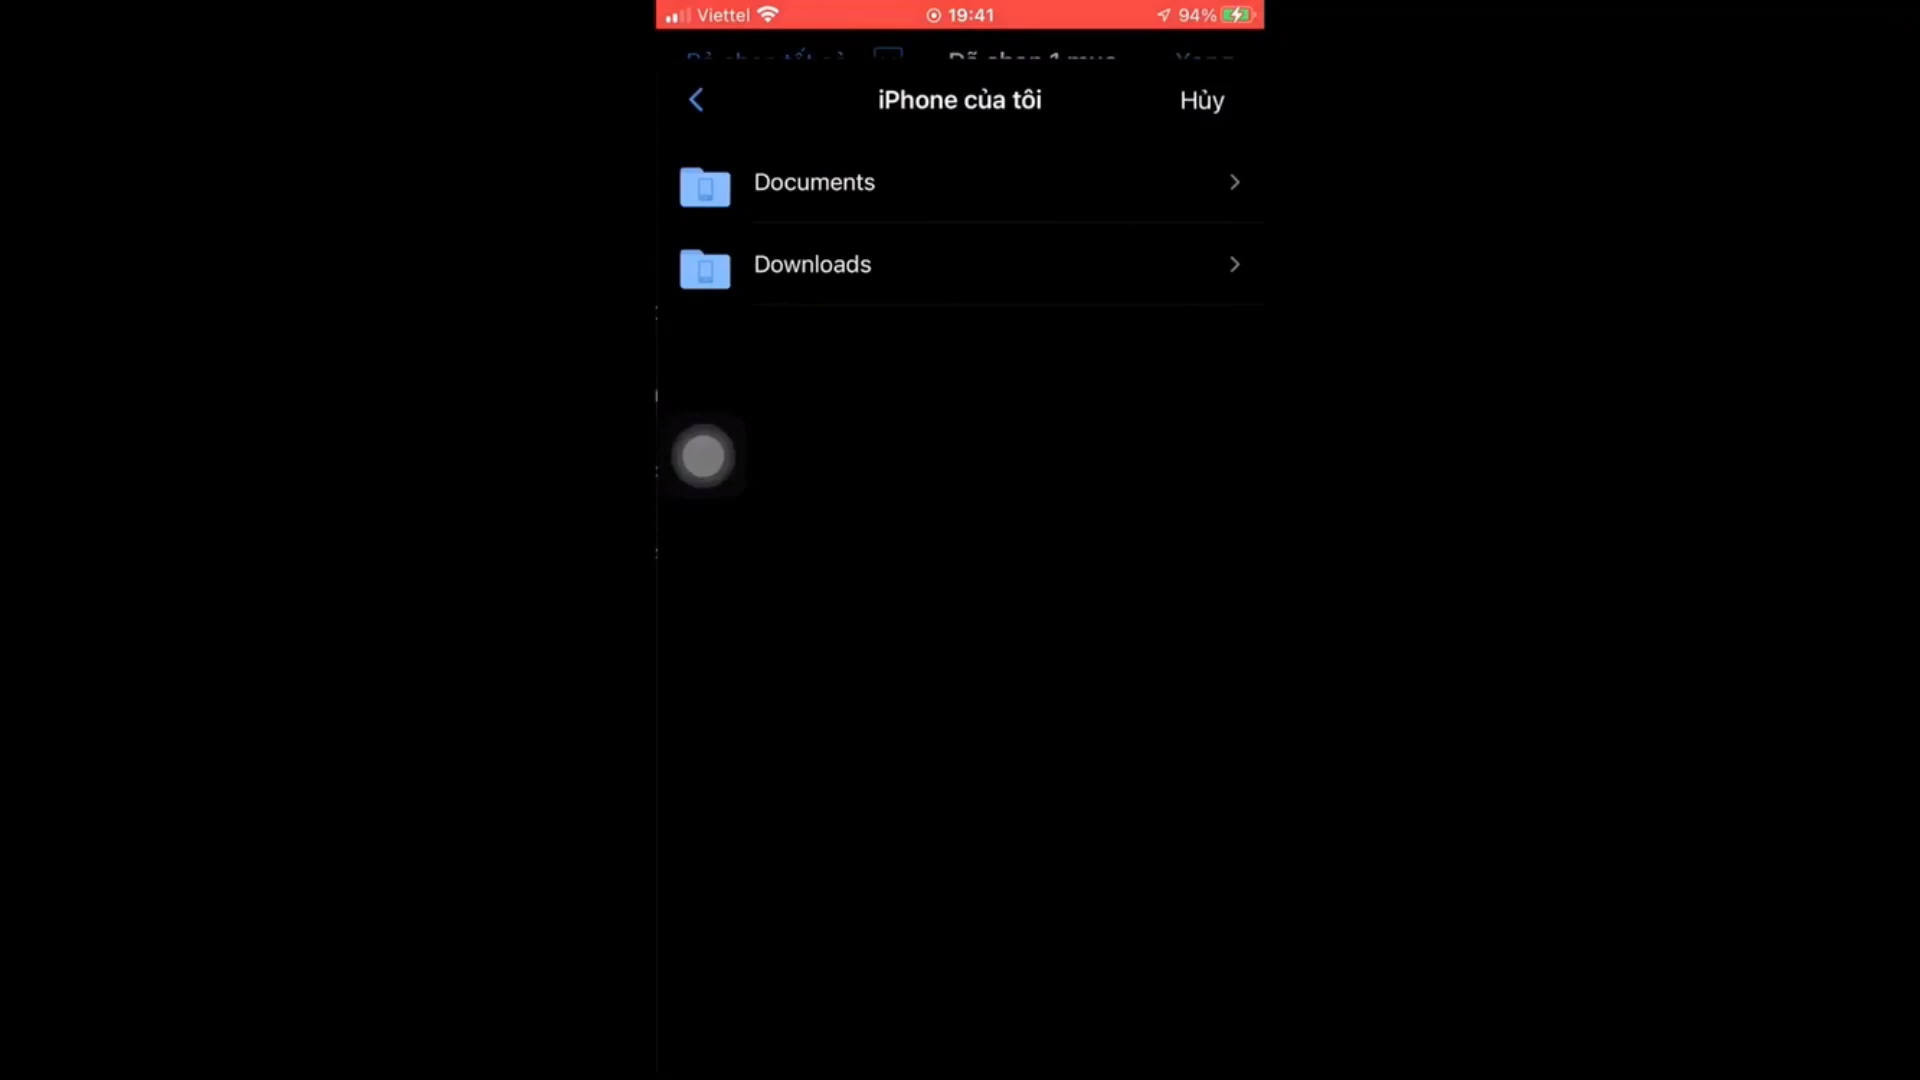 Viettel 19:41 94%
Đã chọn 1 mục
iPhone của tôi Hủy
Documents
Downloads